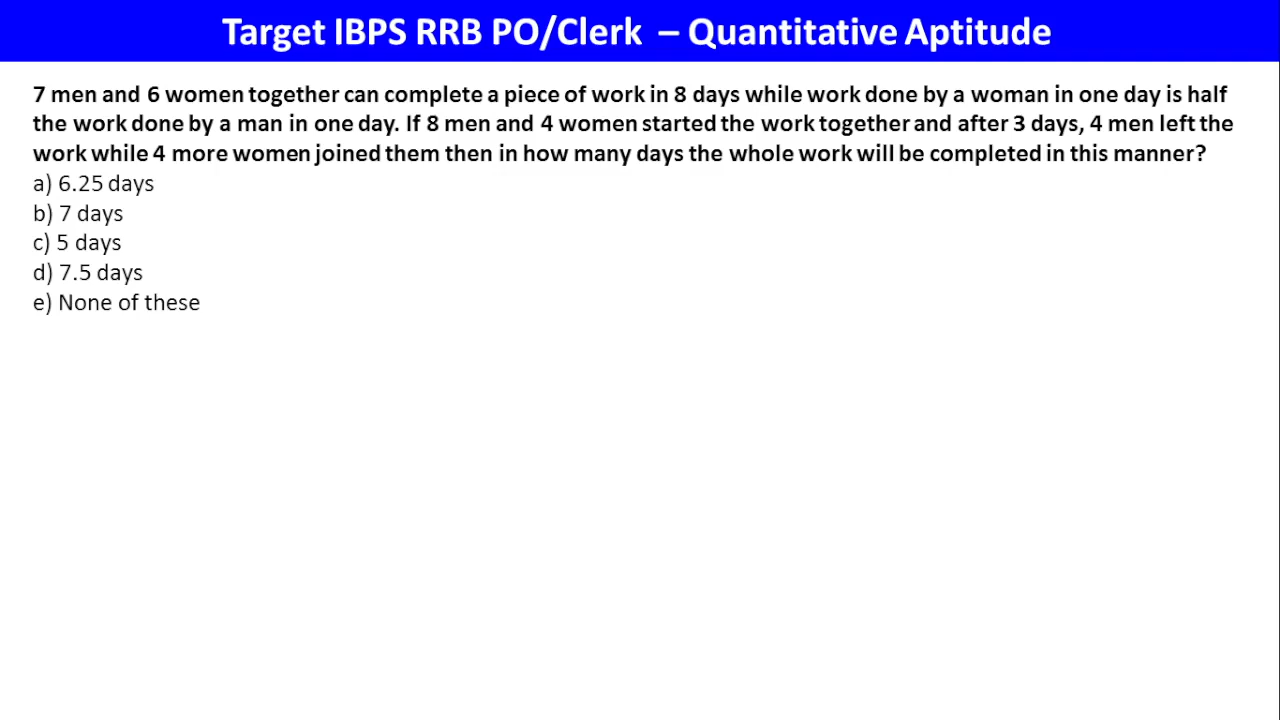 Target IBPS RRB PO/Clerk – Quantitative Aptitude
7 men and 6 women together can complete a piece of work in 8 days while work done by a woman in one day is half
the work done by a man in one day. If 8 men and 4 women started the work together and after 3 days, 4 men left the
work while 4 more women joined them then in how many days the whole work will be completed in this manner?
a) 6.25 days
b) 7 days
c) 5 days
d) 7.5 days
e) None of these